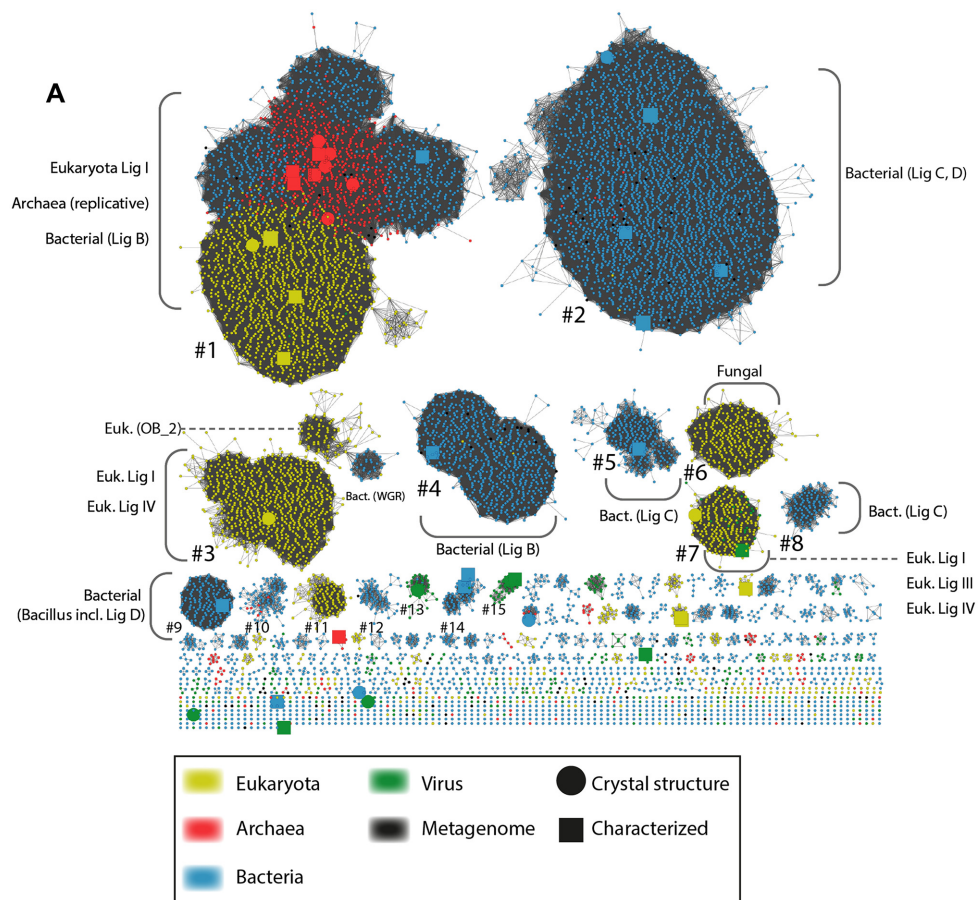 A
Eukaryota Lig I
Archaea (replicative)
Bacterial (Lig B)
#1
Bacterial (Lig C, D)
#2
Euk. (OB_2)
Euk. Lig I
Euk. Lig IV
#3
Bact. (WGR)
#4
Bacterial (Lig B)
#5
Bact. (Lig C)
Fungal
#6
#7
#8
Bact. (Lig C)
Euk. Lig I
Euk. Lig III
Euk. Lig IV
Bacterial
(Bacillus incl. Lig D)
#9
#10
#11
#12
#13
#14
#15
Eukaryota
Virus
Crystal structure
Archaea
Metagenome
Characterized
Bacteria